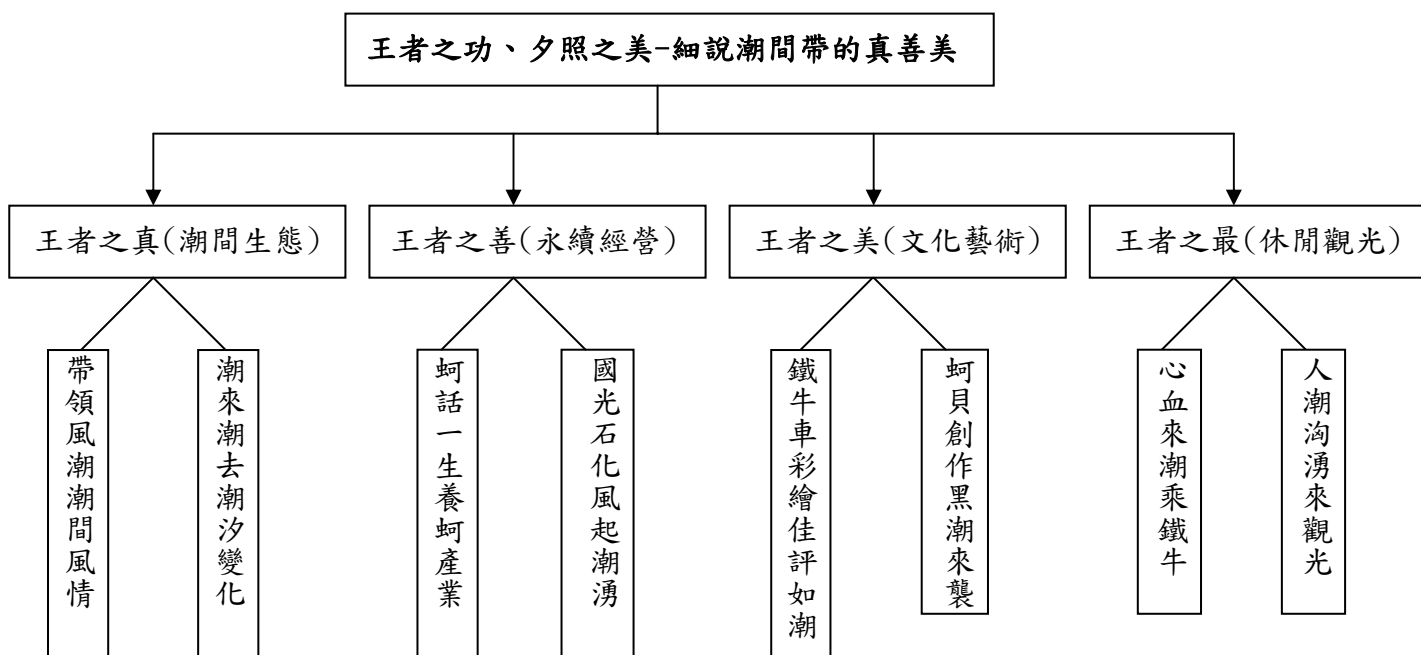 王者之功、夕照之美-細說潮間帶的真善美
王者之真(潮間生態)
王者之善(永續經營)
王者之美(文化藝術)
王者之最(休閒觀光)
帶領風潮潮間風情
潮來潮去潮汐變化
蚵話一生養蚵產業
國光石化風起潮湧
鐵牛車彩繪佳評如潮
蚵貝創作黑潮來襲
心血來潮乘鐵牛
人潮洶湧來觀光